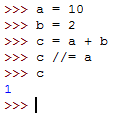 >>> a = 10
>>> b = 2
>>> c = a + b
>>> c //= a
>>> c
1
>>>